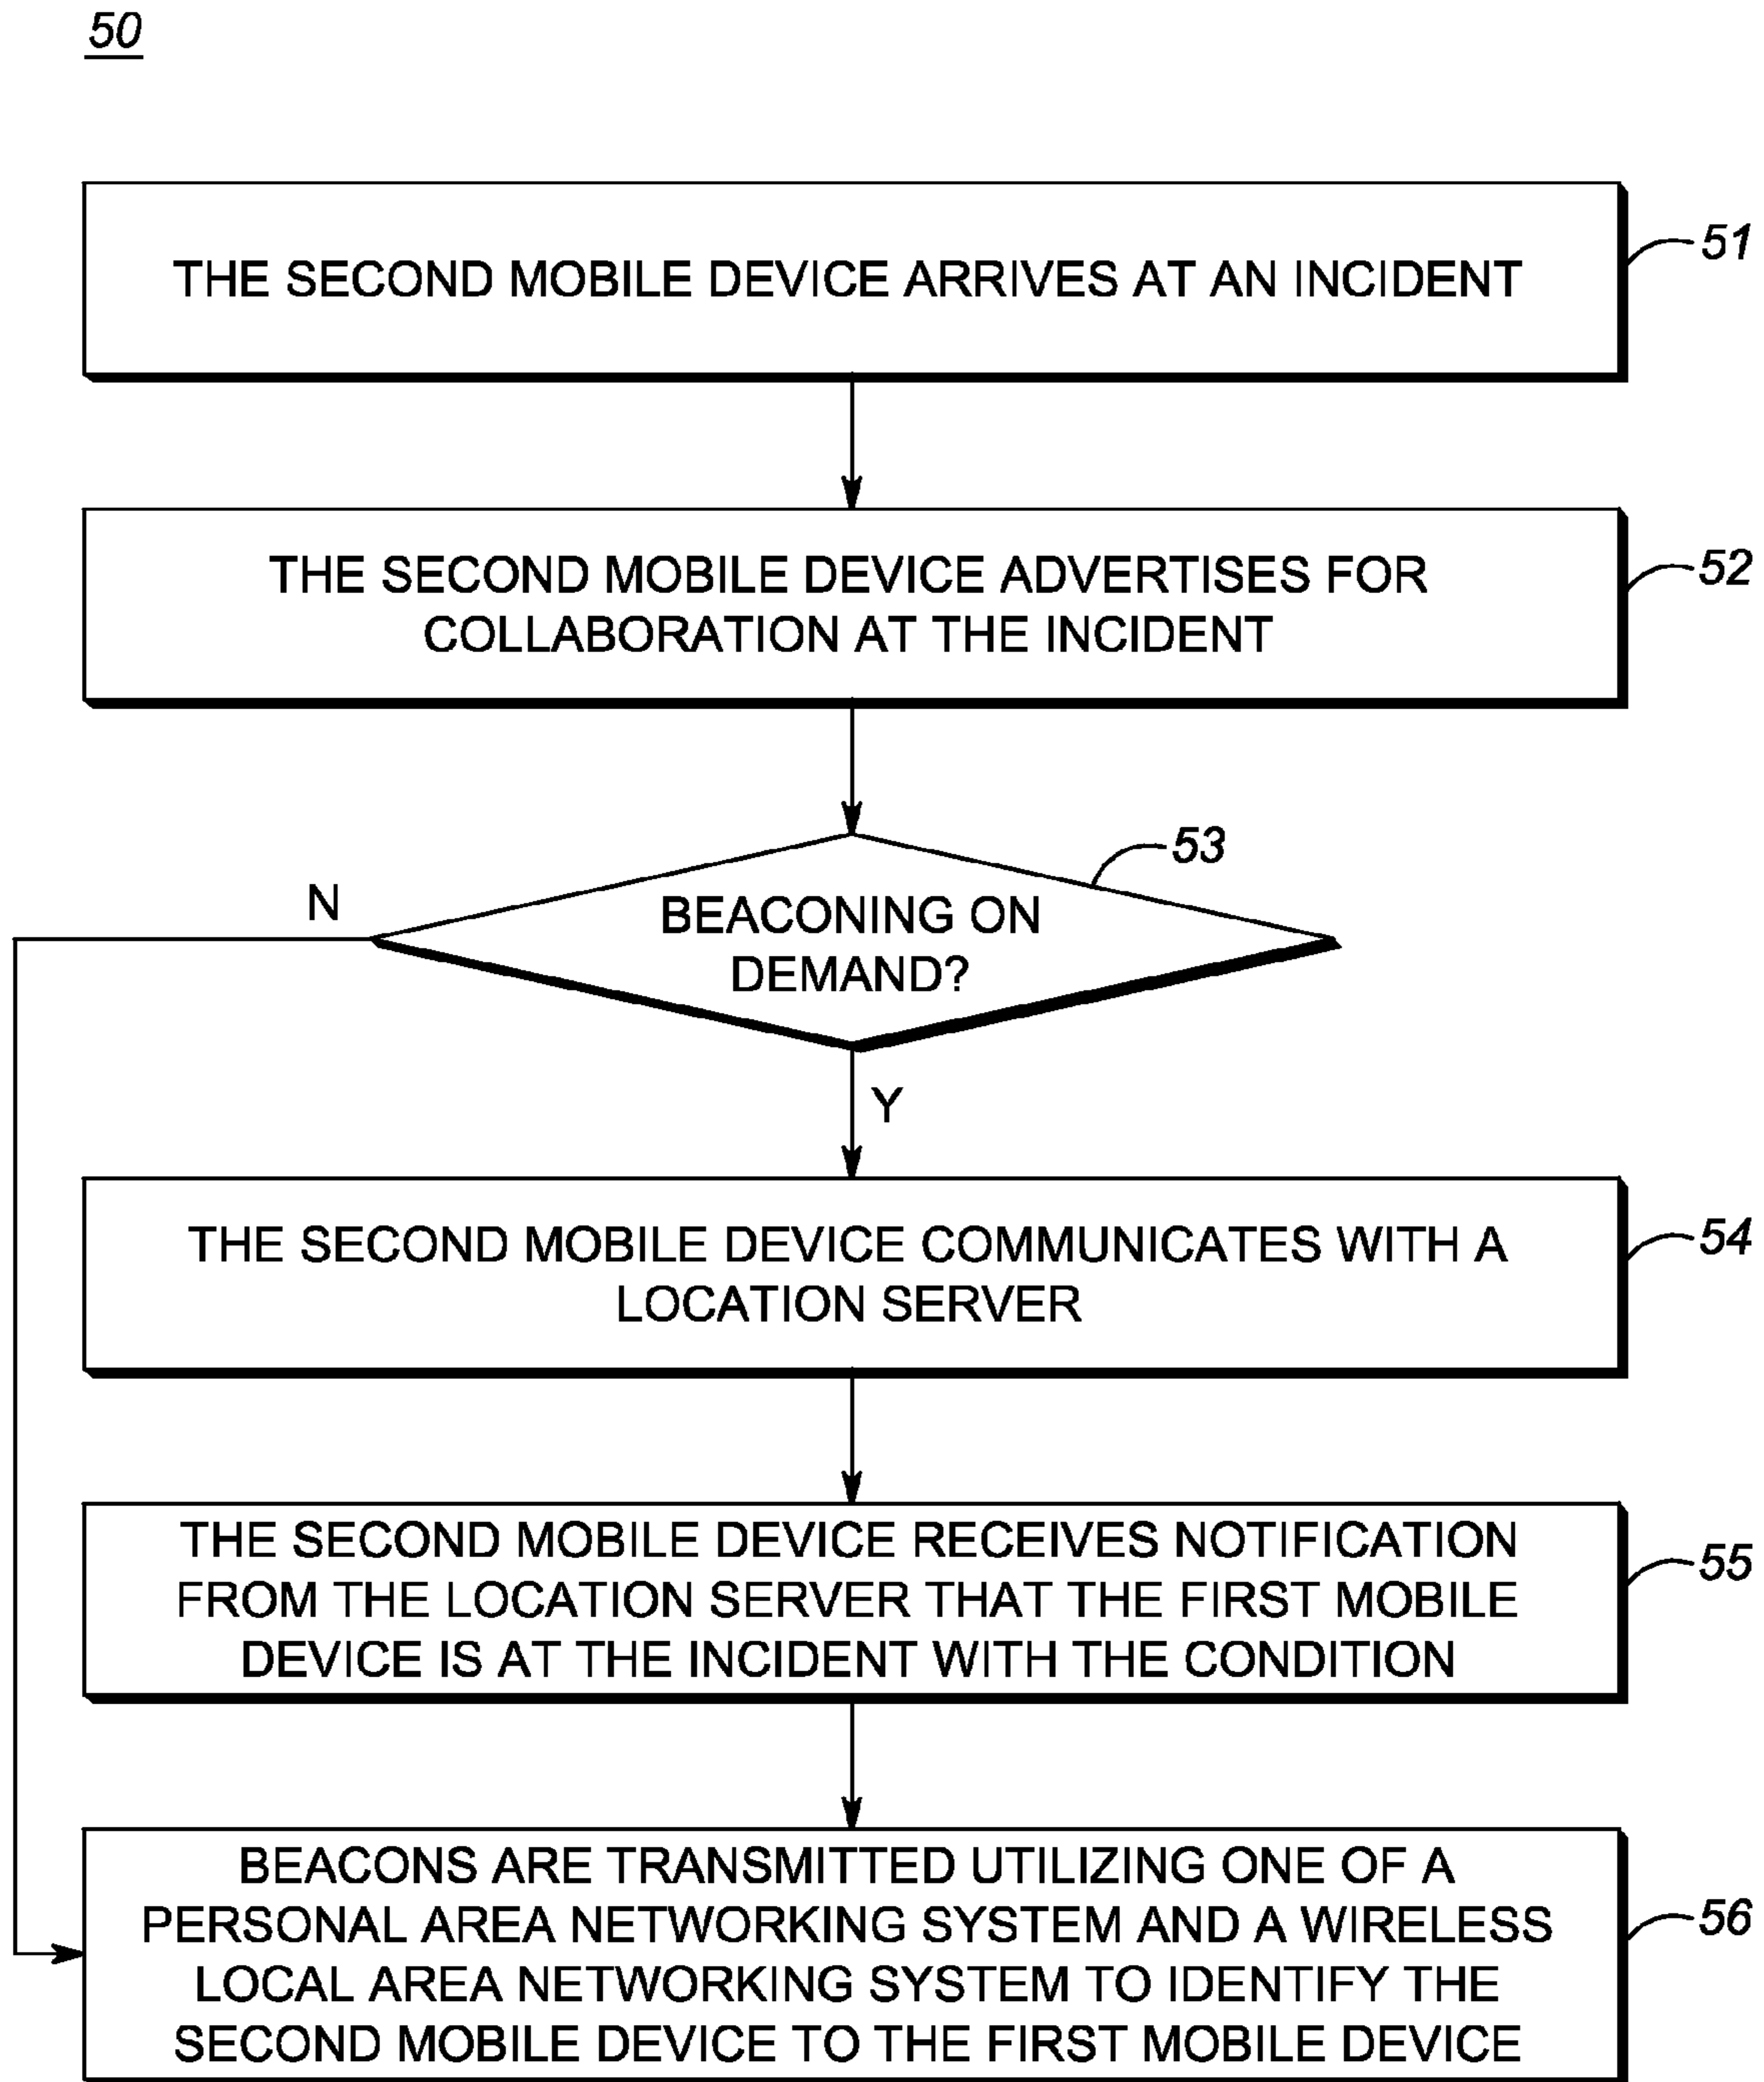 50
THE SECOND MOBILE DEVICE ARRIVES AT AN INCIDENT
51
THE SECOND MOBILE DEVICE ADVERTISES FOR
COLLABORATION AT THE INCIDENT
52
BEACONING ON
DEMAND?
53
N
Y
THE SECOND MOBILE DEVICE COMMUNICATES WITH A
LOCATION SERVER
54
THE SECOND MOBILE DEVICE RECEIVES NOTIFICATION
FROM THE LOCATION SERVER THAT THE FIRST MOBILE
DEVICE IS AT THE INCIDENT WITH THE CONDITION
55
BEACONS ARE TRANSMITTED UTILIZING ONE OF A
PERSONAL AREA NETWORKING SYSTEM AND A WIRELESS
LOCAL AREA NETWORKING SYSTEM TO IDENTIFY THE
SECOND MOBILE DEVICE TO THE FIRST MOBILE DEVICE
56